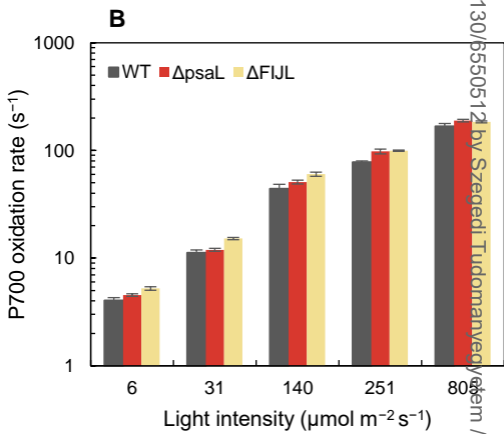 B
1000
100
10
1
P700 oxidation rate (s⁻¹)
WT ΔpsaL ΔFIJL
6 31 140 251 805
Light intensity (μmol m⁻² s⁻¹)
130/6550512 by Szegedi Tudomanyegyetem /